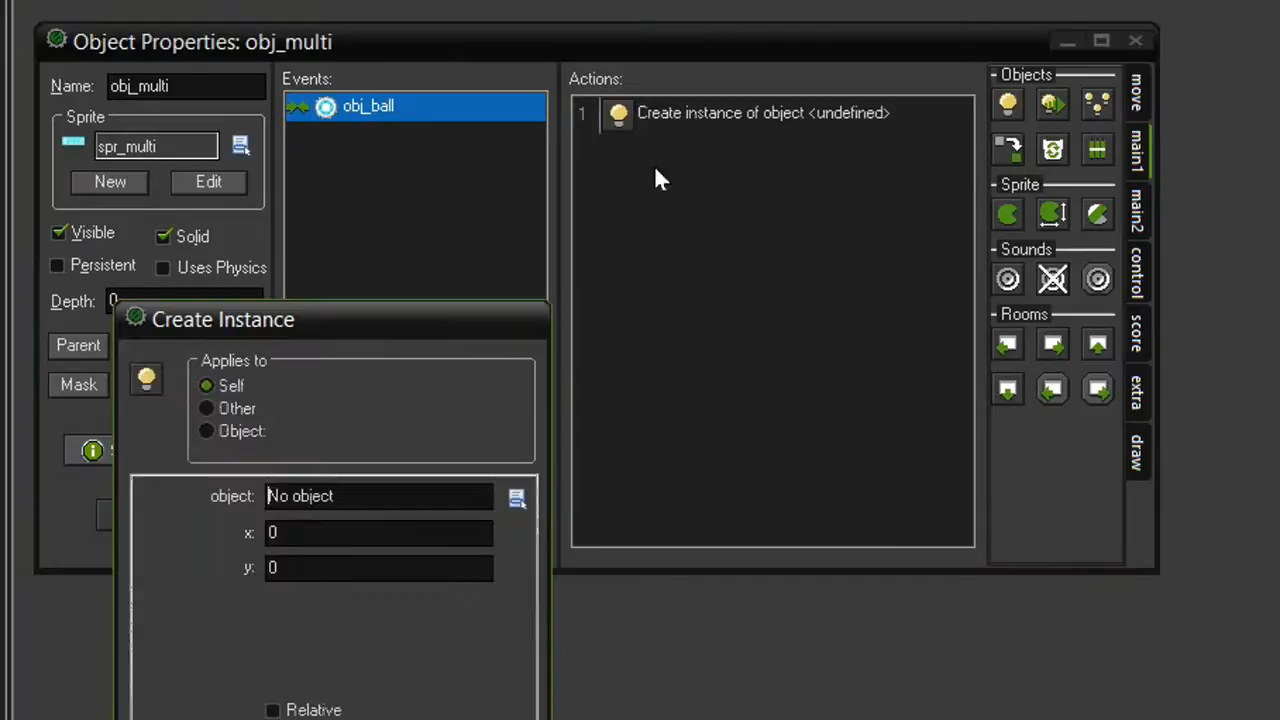 Object Properties: obj_multi
Name: obj_multi
Sprite
spr_multi
New Edit
Visible Solid
Persistent Uses Physics
Depth: 0
Parent
Mask
Events:
obj_ball
Actions:
1 Create instance of object <undefined>
Objects
Sprite
Sounds
Rooms
move
main1
main2
control
score
extra
draw
Create Instance
Applies to
Self
Other
Object:
object: No object
x: 0
y: 0
Relative